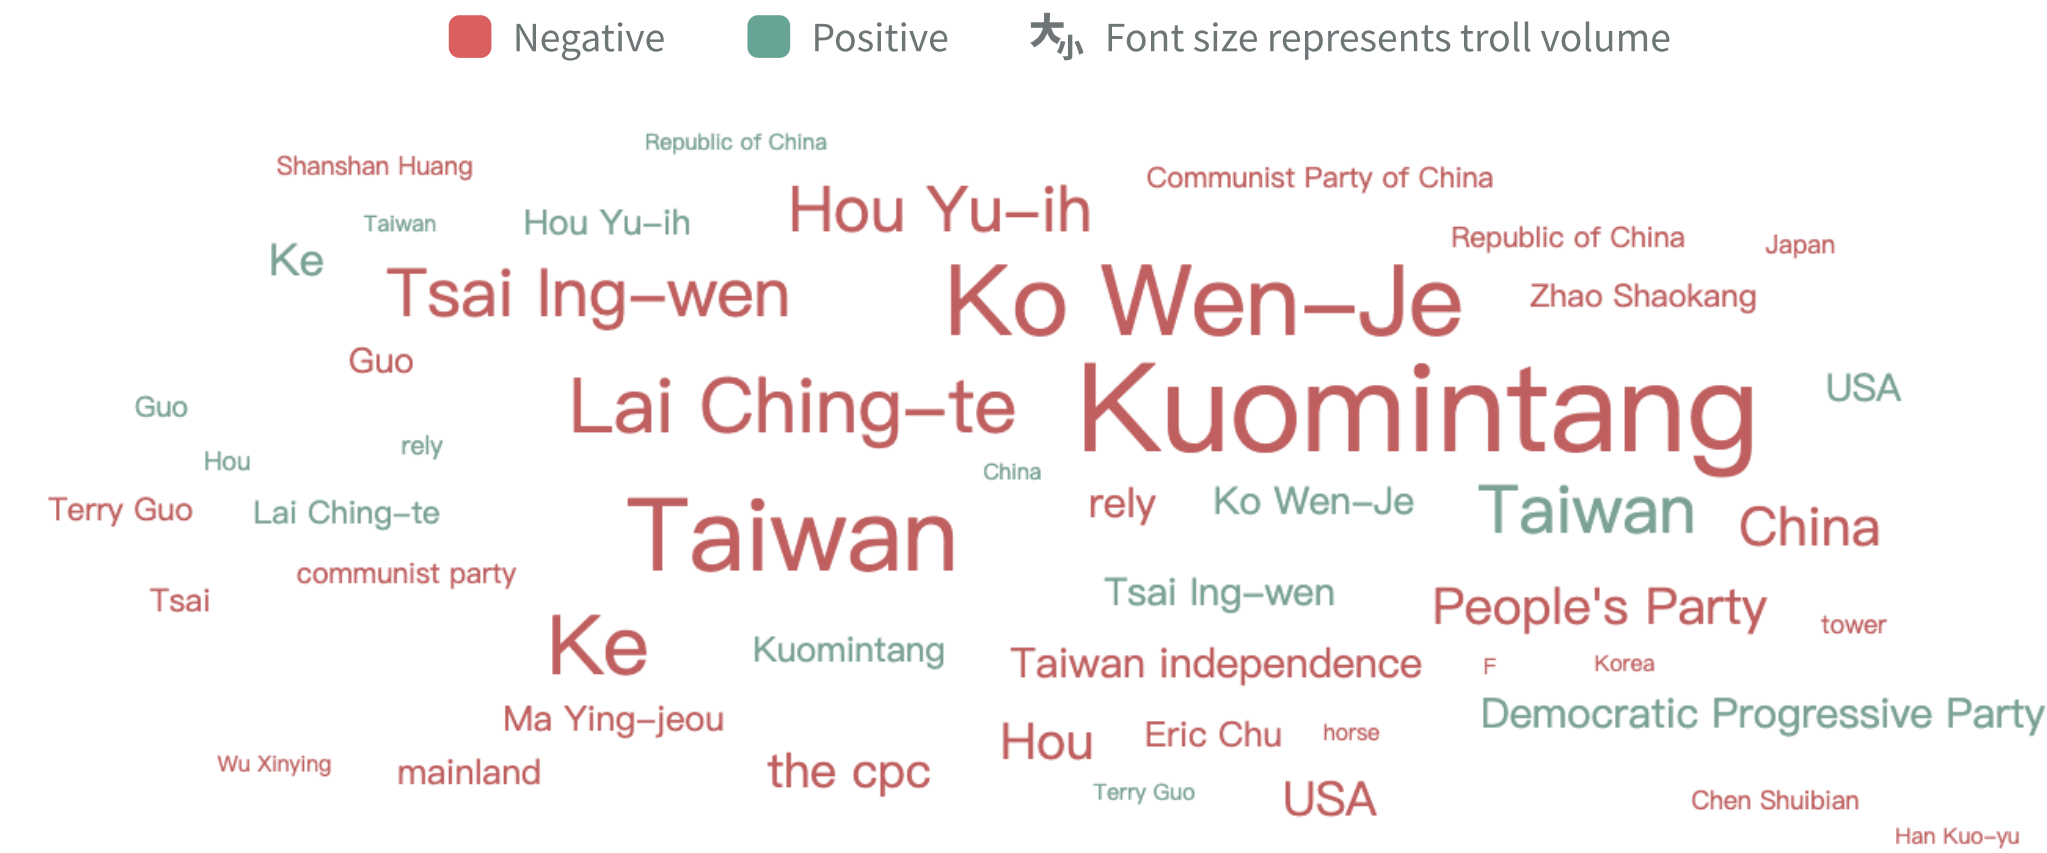 Negative
Positive
大小 Font size represents troll volume
Republic of China
Shanshan Huang
Communist Party of China
Hou Yu-ih
Taiwan
Hou Yu-ih
Republic of China
Japan
Ke
Tsai Ing-wen
Ko Wen-Je
Zhao Shaokang
Guo
USA
Guo
Lai Ching-te
Kuomintang
rely
Hou
China
Terry Guo
Lai Ching-te
rely
Ko Wen-Je
Taiwan
China
Taiwan
communist party
Tsai
Tsai Ing-wen
People's Party
tower
Ke
Kuomintang
Taiwan independence
F
Korea
Ma Ying-jeou
Democratic Progressive Party
Hou
Eric Chu
horse
Wu Xinying
mainland
the cpc
Terry Guo
USA
Chen Shuibian
Han Kuo-yu